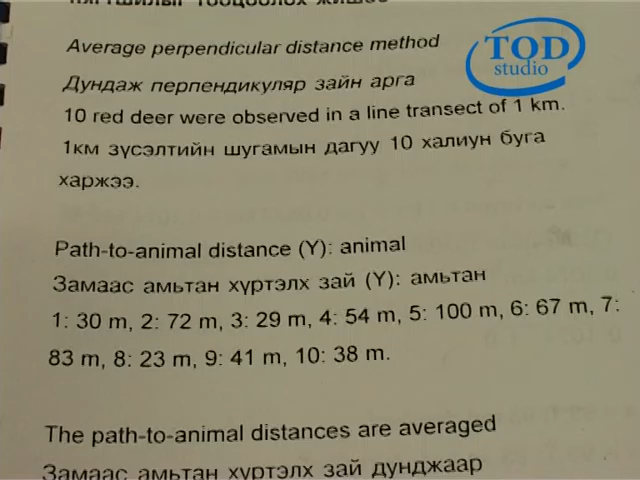 TOD
studio
Average perpendicular distance method
Дундаж перпендикуляр зайн арга
10 red deer were observed in a line transect of 1 km.
1км зүсэлтийн шугамын дагуу 10 халиун буга
харжээ.
Path-to-animal distance (Y): animal
Замаас амьтан хүртэлх зай (Y): амьтан
1: 30 m, 2: 72 m, 3: 29 m, 4: 54 m, 5: 100 m, 6: 67 m, 7:
83 m, 8: 23 m, 9: 41 m, 10: 38 m.
The path-to-animal distances are averaged
Замаас амьтан хүртэлх зай дунджаар